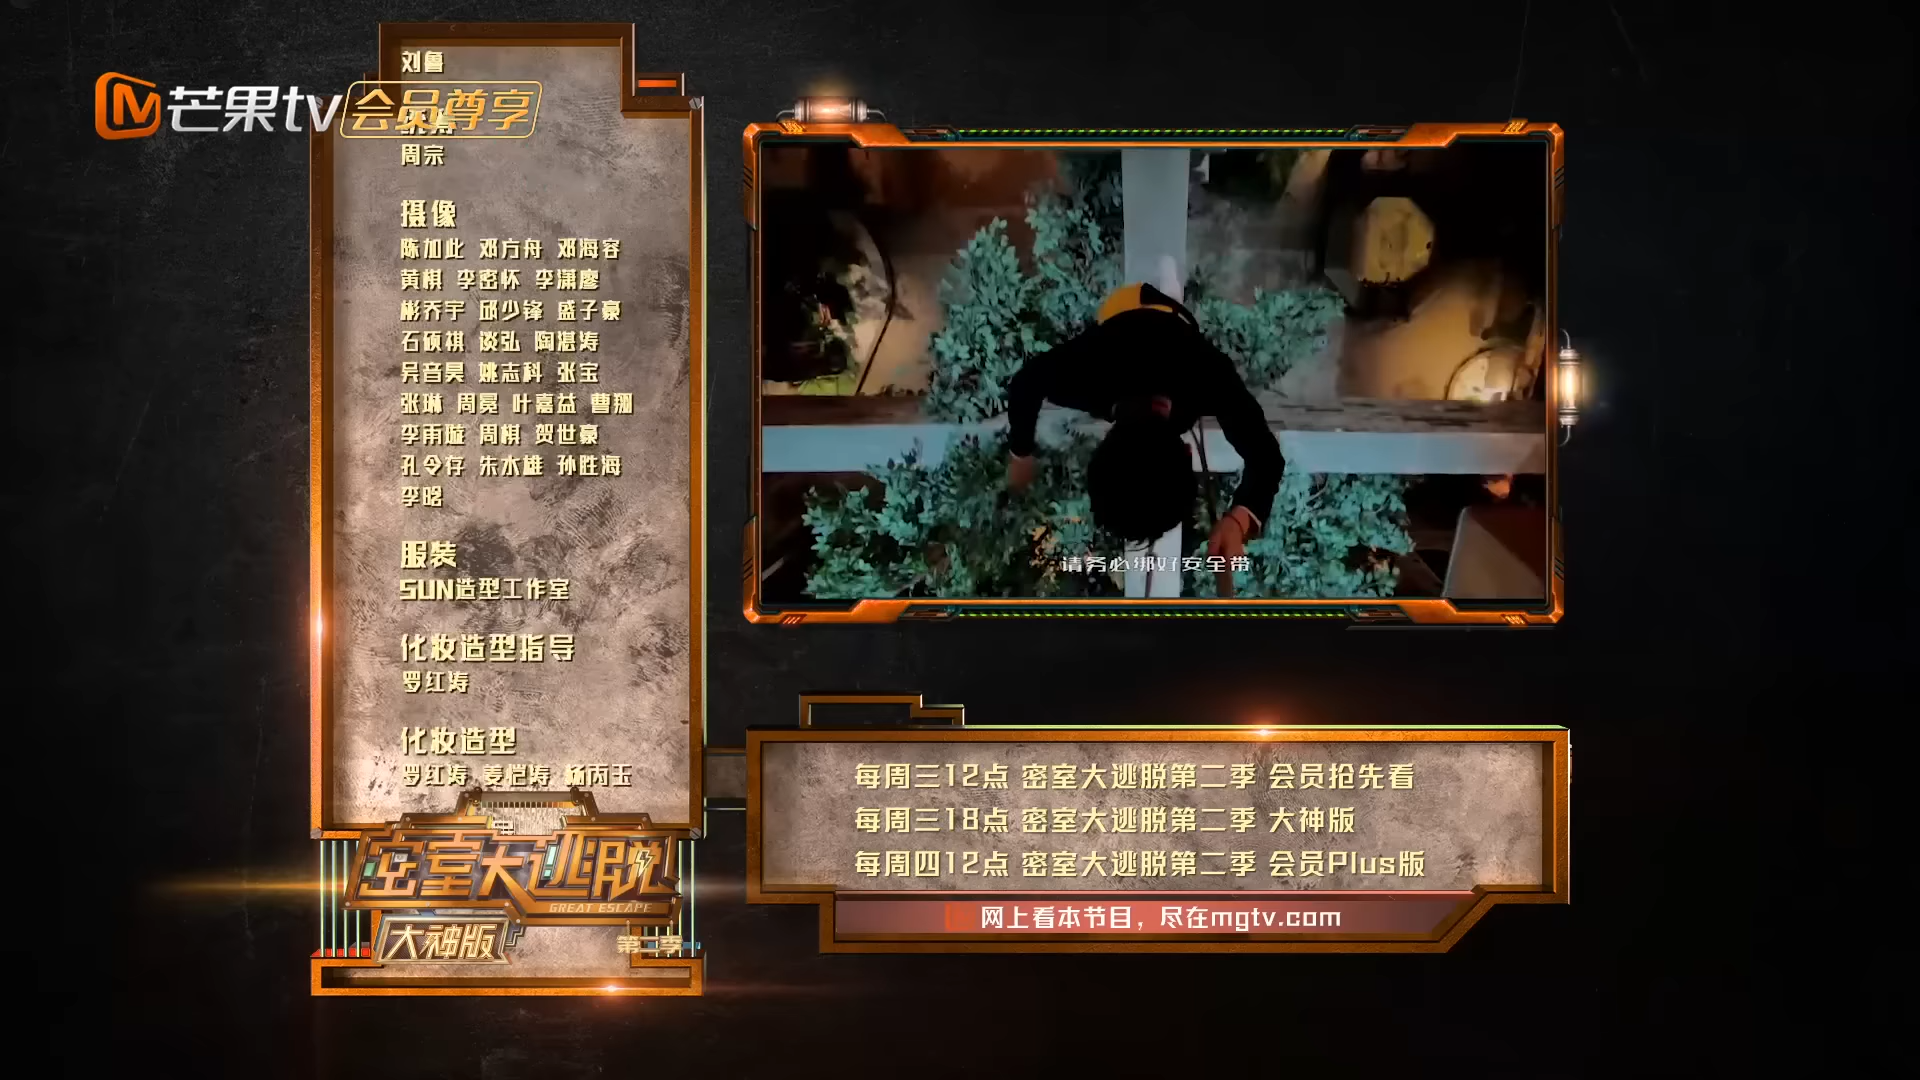 刘鲁
芒果tv 会员尊享
周宗
摄像
陈加此 邓方舟 邓海容
黄棋 李密怀 李潇廖
彬乔宇 邱少锋 盛子豪
石硕祺 谈弘 陶湛涛
吴音昊 姚志科 张宝
张琳 周冕 叶嘉益 曹翔
李雨璇 周棋 贺世豪
孔令存 朱水雄 孙胜海
李晗
服装
SUN造型工作室
化妆造型指导
罗红涛
化妆造型
罗红涛 姜恺涛 杨丙玉
密室大逃脱
GREAT ESCAPE
大神版
第二季
请务必绑好安全带
每周三12点 密室大逃脱第二季 会员抢先看
每周三18点 密室大逃脱第二季 大神版
每周四12点 密室大逃脱第二季 会员Plus版
网上看本节目，尽在mgtv.com